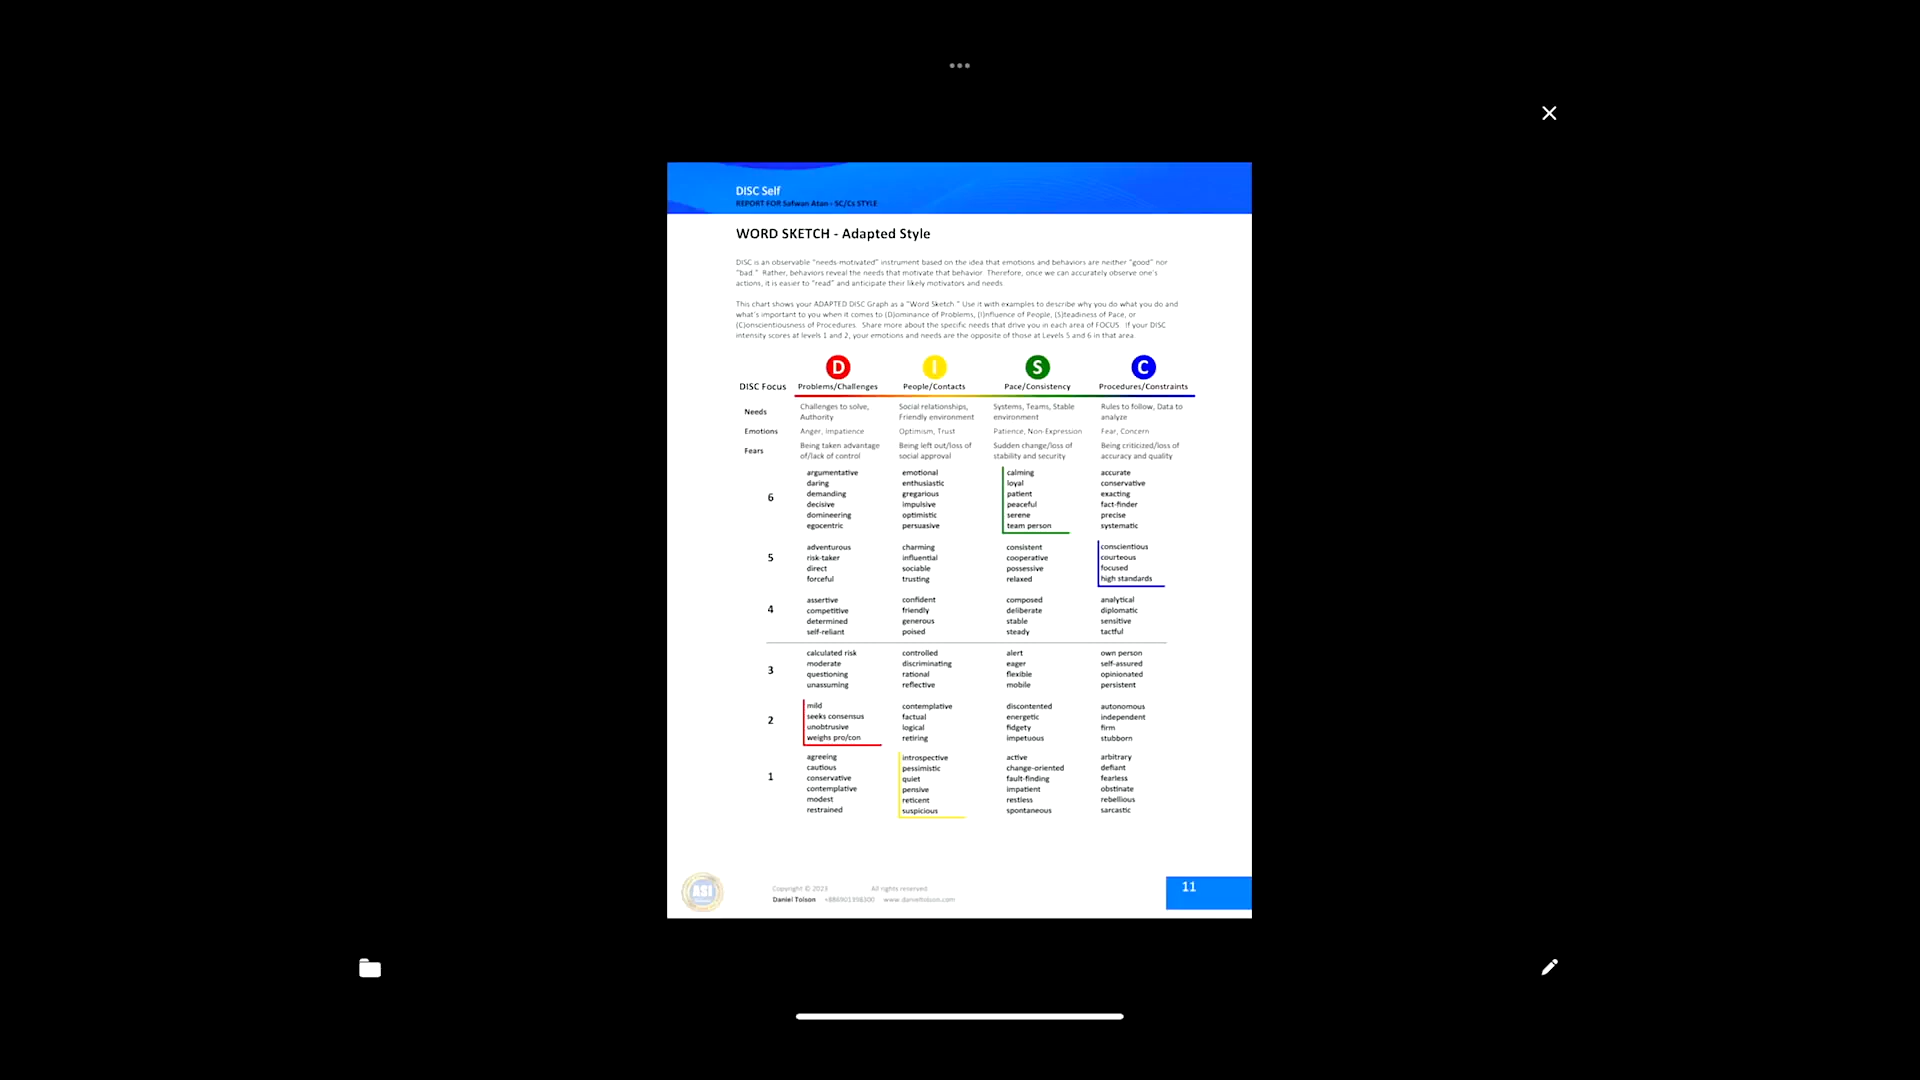 DISC Self
REPORT FOR Sofwan Atan - SC/Cs STYLE
WORD SKETCH - Adapted Style
DISC is an observable "needs-motivated" instrument based on the idea that emotions and behaviors are neither "good" nor
"bad." Rather, behaviors reveal the needs that motivate that behavior. Therefore, once we can accurately observe one's
actions, it is easier to "read" and anticipate their likely motivators and needs.
This chart shows your ADAPTED DISC Graph as a "Word Sketch." Use it with examples to describe why you do what you do and
what's important to you when it comes to (D)ominance of Problems, (I)nfluence of People, (S)teadiness of Pace, or
(C)onscientiousness of Procedures. Share more about the specific needs that drive you in each area of FOCUS. If your DISC
intensity scores at levels 1 and 2, your emotions and needs are the opposite of those at Levels 5 and 6 in that area.
D I S C
DISC Focus Problems/Challenges People/Contacts Pace/Consistency Procedures/Constraints
Needs Challenges to solve, Social relationships, Systems, Teams, Stable Rules to follow, Data to
Authority Friendly environment environment analyze
Emotions Anger, Impatience Optimism, Trust Patience, Non-Expression Fear, Concern
Fears Being taken advantage Being left out/loss of Sudden change/loss of Being criticized/loss of
of/lack of control social approval stability and security accuracy and quality
argumentative emotional calming accurate
daring enthusiastic loyal conservative
6 demanding gregarious patient exacting
decisive impulsive peaceful fact-finder
domineering optimistic serene precise
egocentric persuasive team person systematic
adventurous charming consistent conscientious
5 risk-taker influential cooperative courteous
direct sociable possessive focused
forceful trusting relaxed high standards
assertive confident composed analytical
4 competitive friendly deliberate diplomatic
determined generous stable sensitive
self-reliant poised steady tactful
calculated risk controlled alert own person
3 moderate discriminating eager self-assured
questioning rational flexible opinionated
unassuming reflective mobile persistent
mild contemplative discontented autonomous
2 seeks consensus factual energetic independent
unobtrusive logical fidgety firm
weighs pro/con retiring impetuous stubborn
agreeing introspective active arbitrary
cautious pessimistic change-oriented defiant
1 conservative quiet fault-finding fearless
contemplative pensive impatient obstinate
modest reticent restless rebellious
restrained suspicious spontaneous sarcastic
ASI
Copyright © 2023 All rights reserved
Daniel Tolson +886901398300 www.danieltolson.com
11